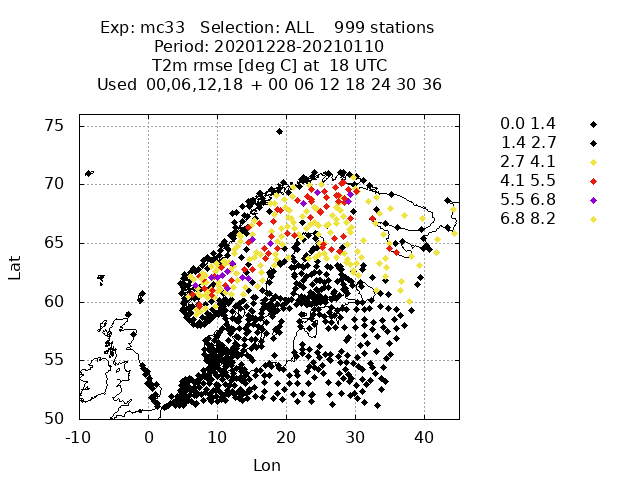 Exp: mc33 Selection: ALL 999 stations
Period: 20201228-20210110
T2m rmse [deg C] at 18 UTC
Used 00,06,12,18 + 00 06 12 18 24 30 36
75
70
65
60
55
50
Lat
-10 0 10 20 30 40
Lon
0.0 1.4
1.4 2.7
2.7 4.1
4.1 5.5
5.5 6.8
6.8 8.2